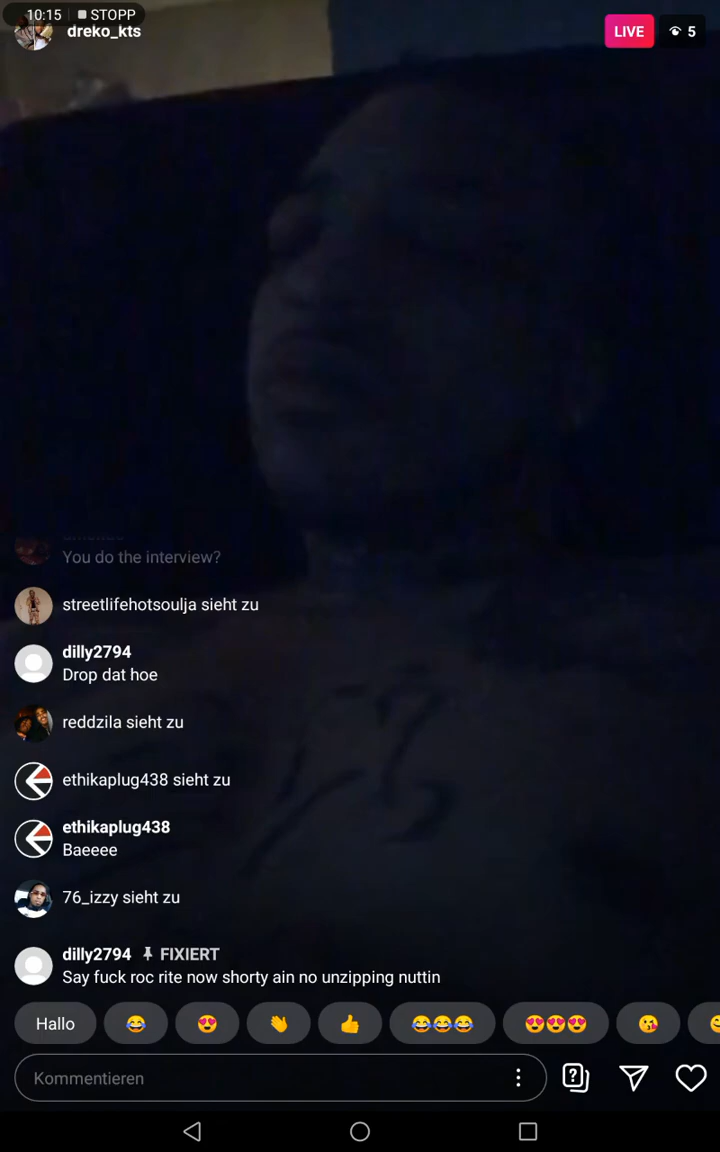 10:15 STOPP
dreko_kts
LIVE
5
You do the interview?
streetlifehotsoulja sieht zu
dilly2794
Drop dat hoe
reddzila sieht zu
ethikaplug438 sieht zu
ethikaplug438
Baeeee
76_izzy sieht zu
dilly2794 FIXIERT
Say fuck roc rite now shorty ain no unzipping nuttin
Hallo
Kommentieren